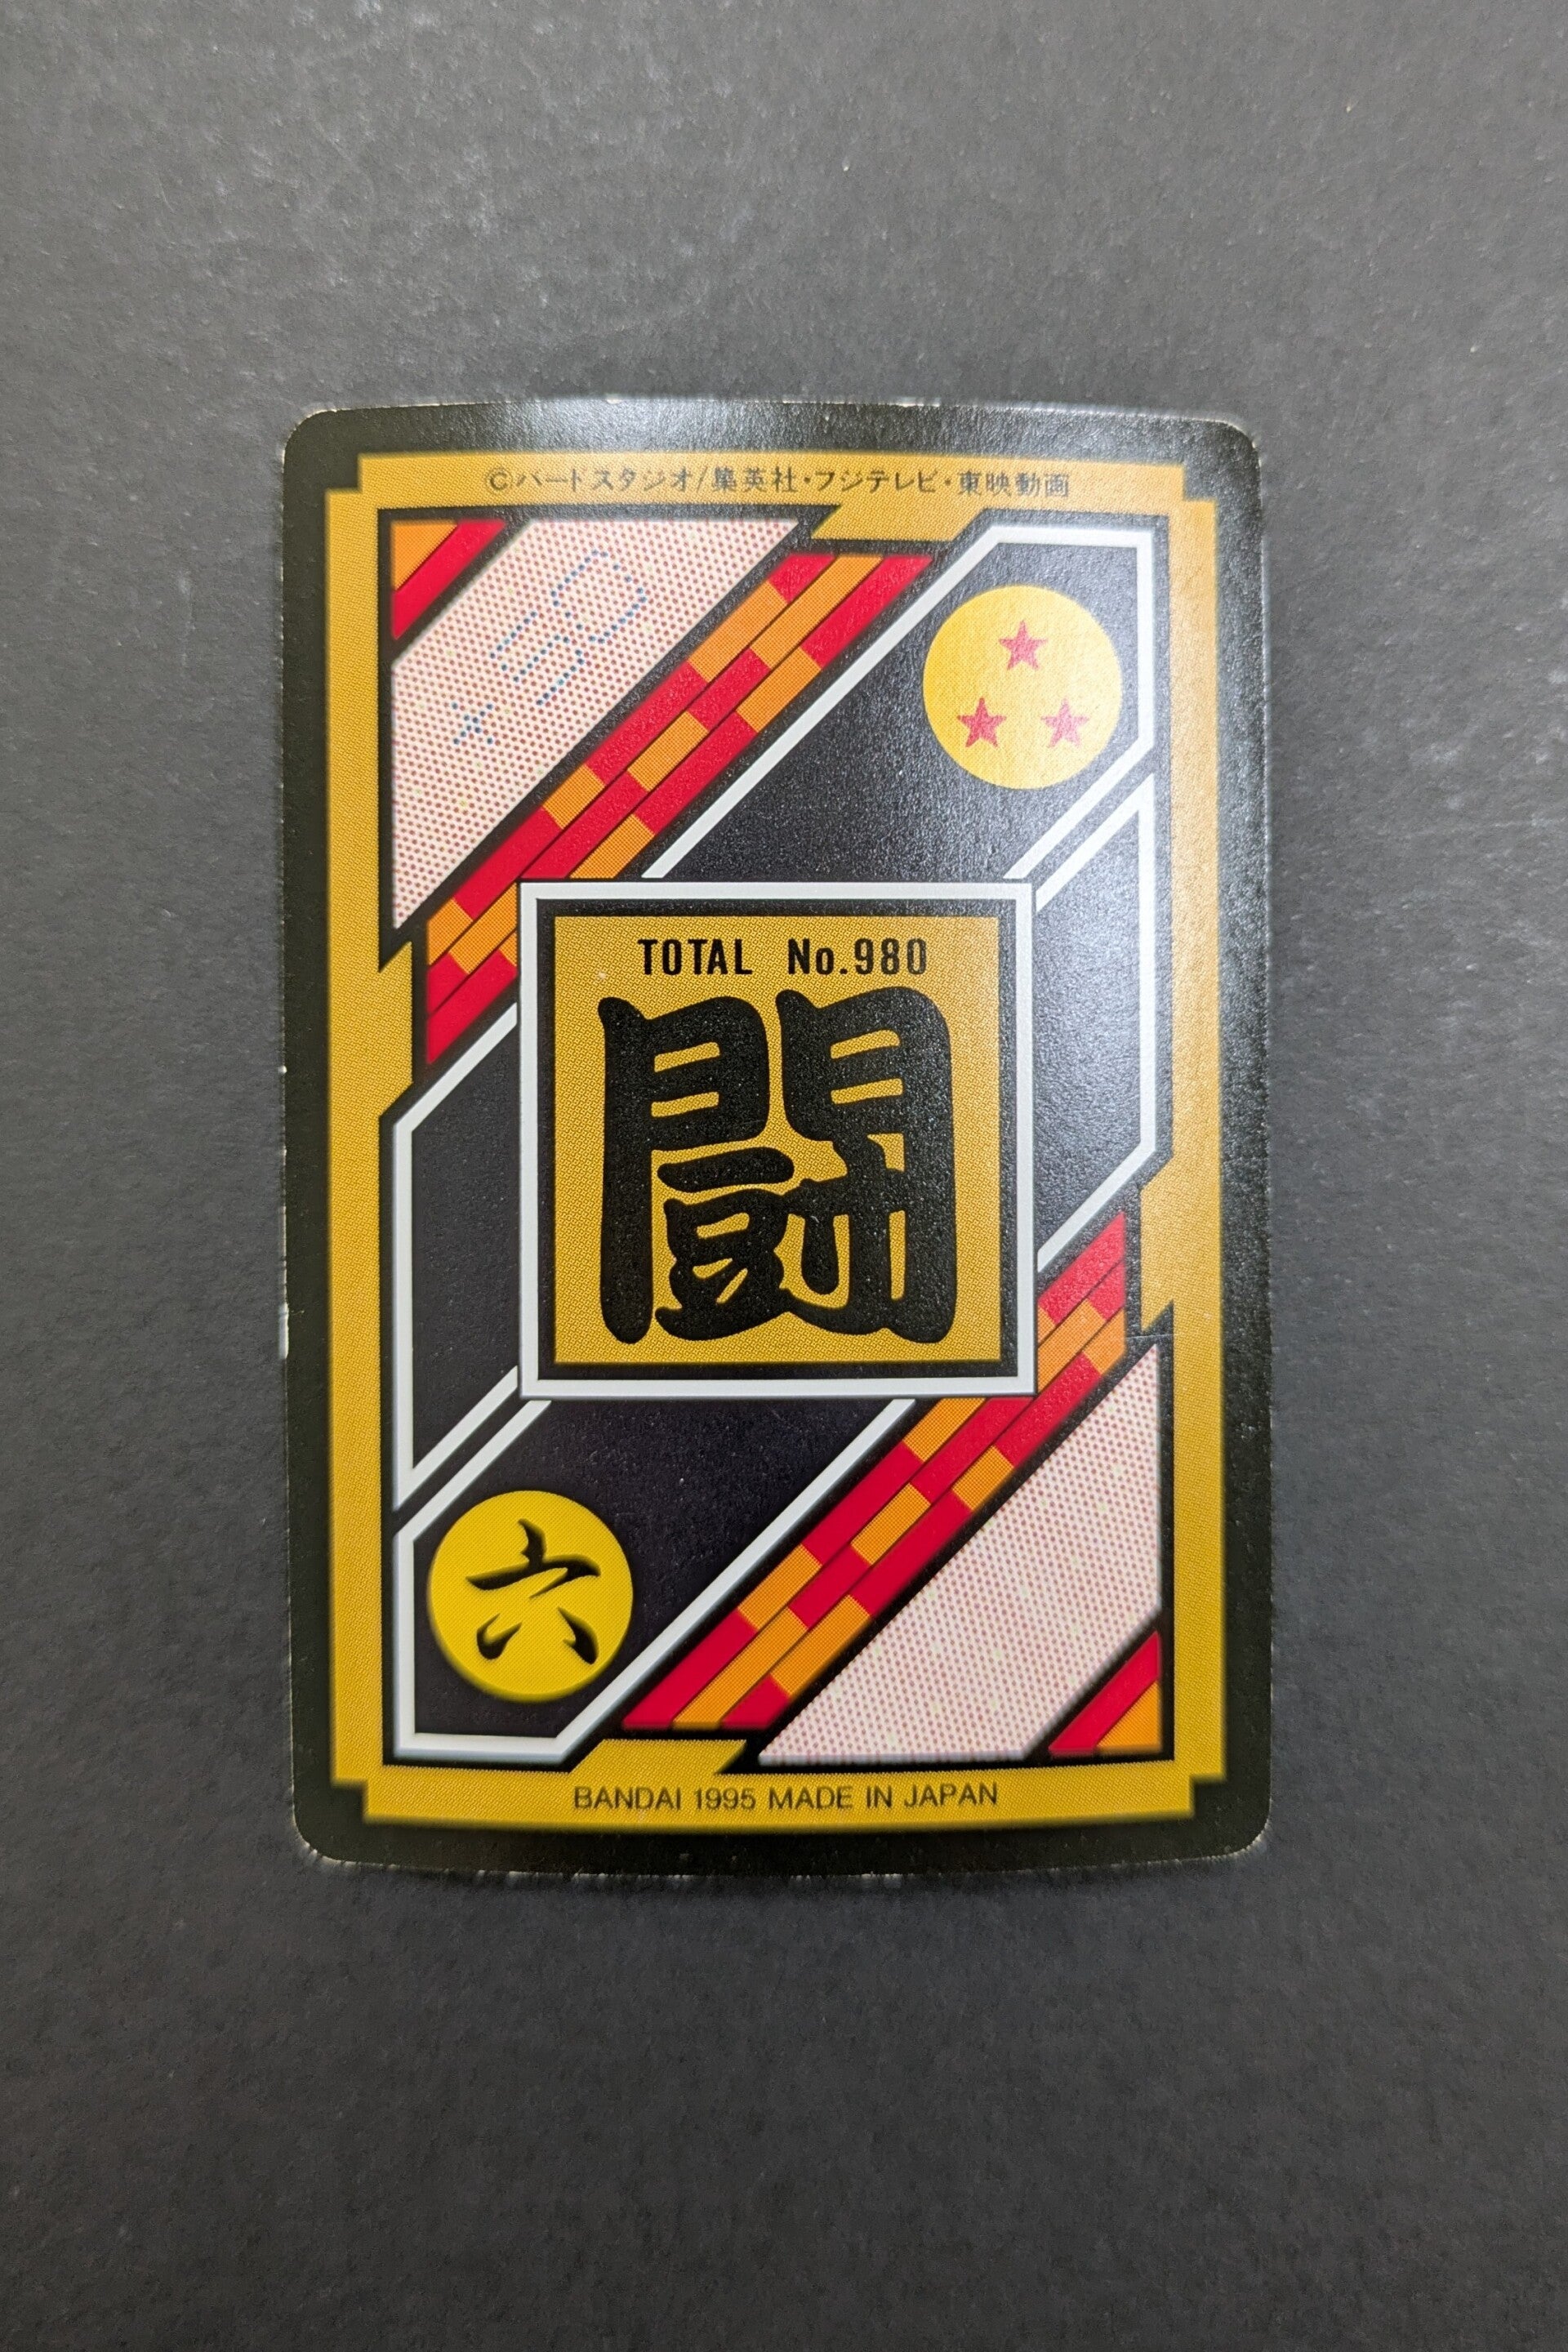 ©バードスタジオ/集英社・フジテレビ・東映動画
+50
TOTAL No.980
闘
六
BANDAI 1995 MADE IN JAPAN